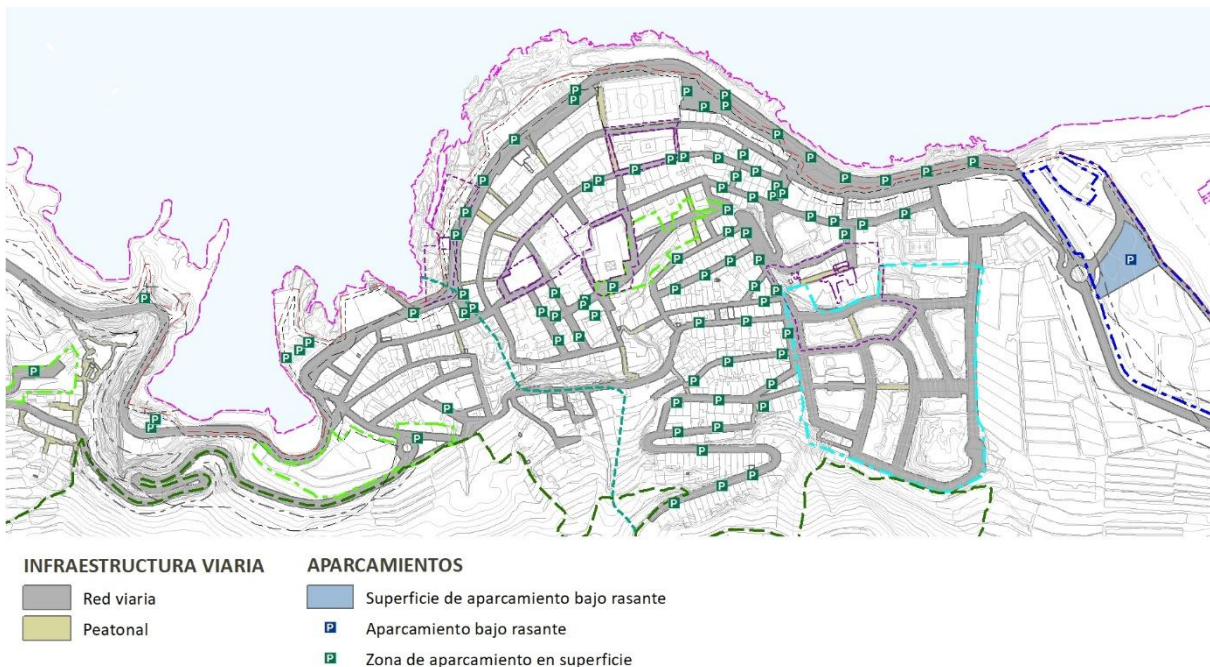 INFRAESTRUCTURA VIARIA
Red viaria
Peatonal
APARCAMIENTOS
Superficie de aparcamiento bajo rasante
P Aparcamiento bajo rasante
P Zona de aparcamiento en superficie